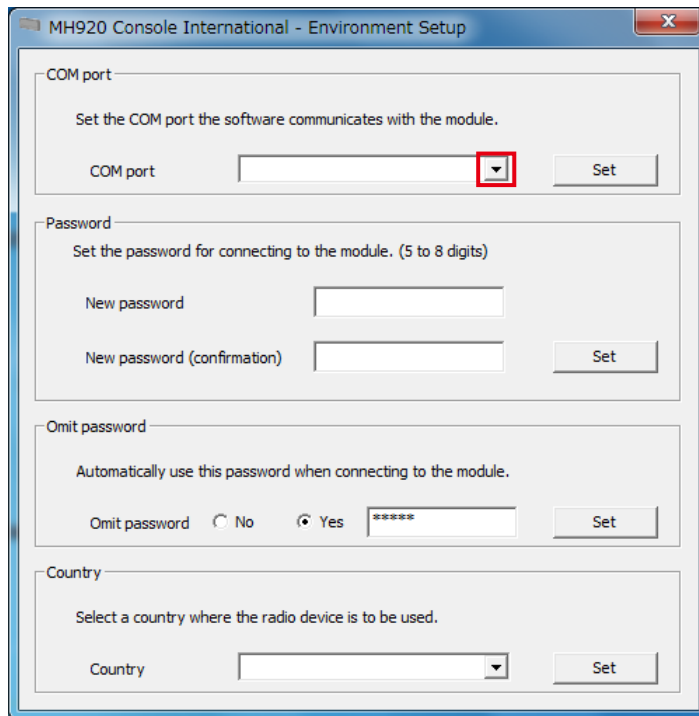 MH920 Console International - Environment Setup
COM port
Set the COM port the software communicates with the module.
COM port
Set
Password
Set the password for connecting to the module. (5 to 8 digits)
New password
New password (confirmation)
Set
Omit password
Automatically use this password when connecting to the module.
Omit password No Yes ***** Set
Country
Select a country where the radio device is to be used.
Country
Set